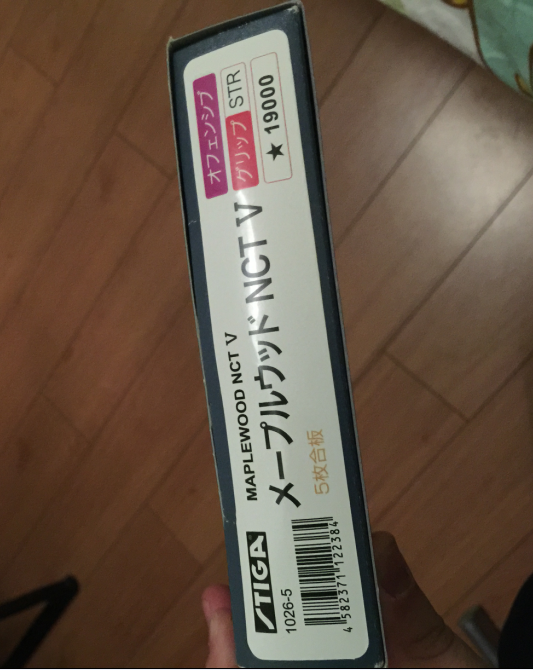 STIGA
1026-5
4 582371 122384
MAPLEWOOD NCT V
メープルウッド NCT V
5枚合板
オフェンシブ
グリップ STR
★ 19000